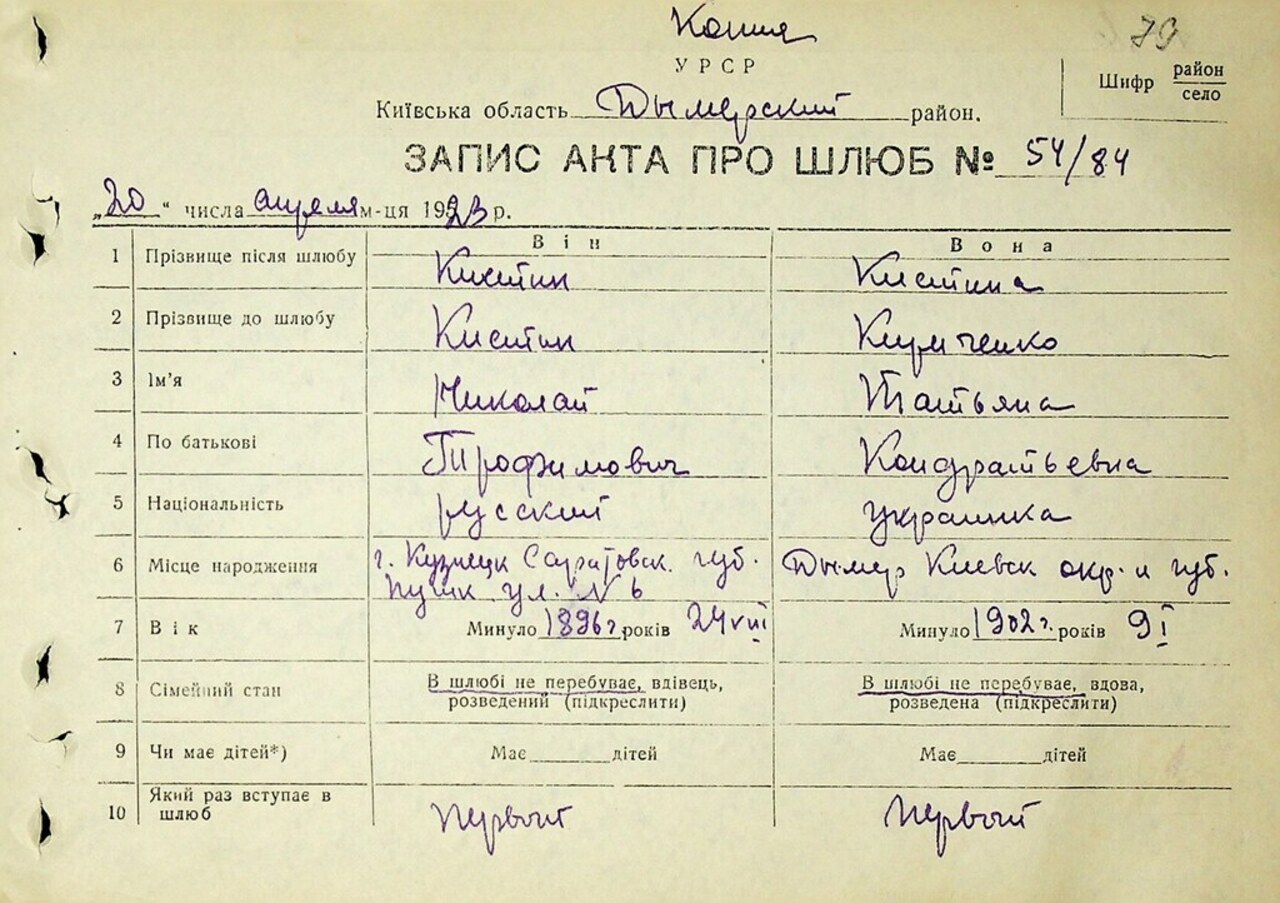 Копия
79
УРСР
Шифр район
село
Київська область Дымерский район.
ЗАПИС АКТА ПРО ШЛЮБ № 54/84
„20“ числа апреля м-ця 1923 р.
Він Вона
1 Прізвище після шлюбу Кистин Кистина
2 Прізвище до шлюбу Кистин Кириченко
3 Ім'я Николай Татьяна
4 По батькові Трофимович Кондратьевна
5 Національність русский украинка
6 Місце народження г. Кузнецк Саратовск. губ. Дымер Киевск окр. и губ.
Пушк ул. N 6
7 Вік Минуло 1896 г. років 24 VIII Минуло 1902 г. років 9 I
8 Сімейний стан В шлюбі не перебуває, вдівець, В шлюбі не перебуває, вдова,
розведений (підкреслити) розведена (підкреслити)
9 Чи має дітей*) Має дітей Має дітей
10 Який раз вступає в
шлюб первый первый